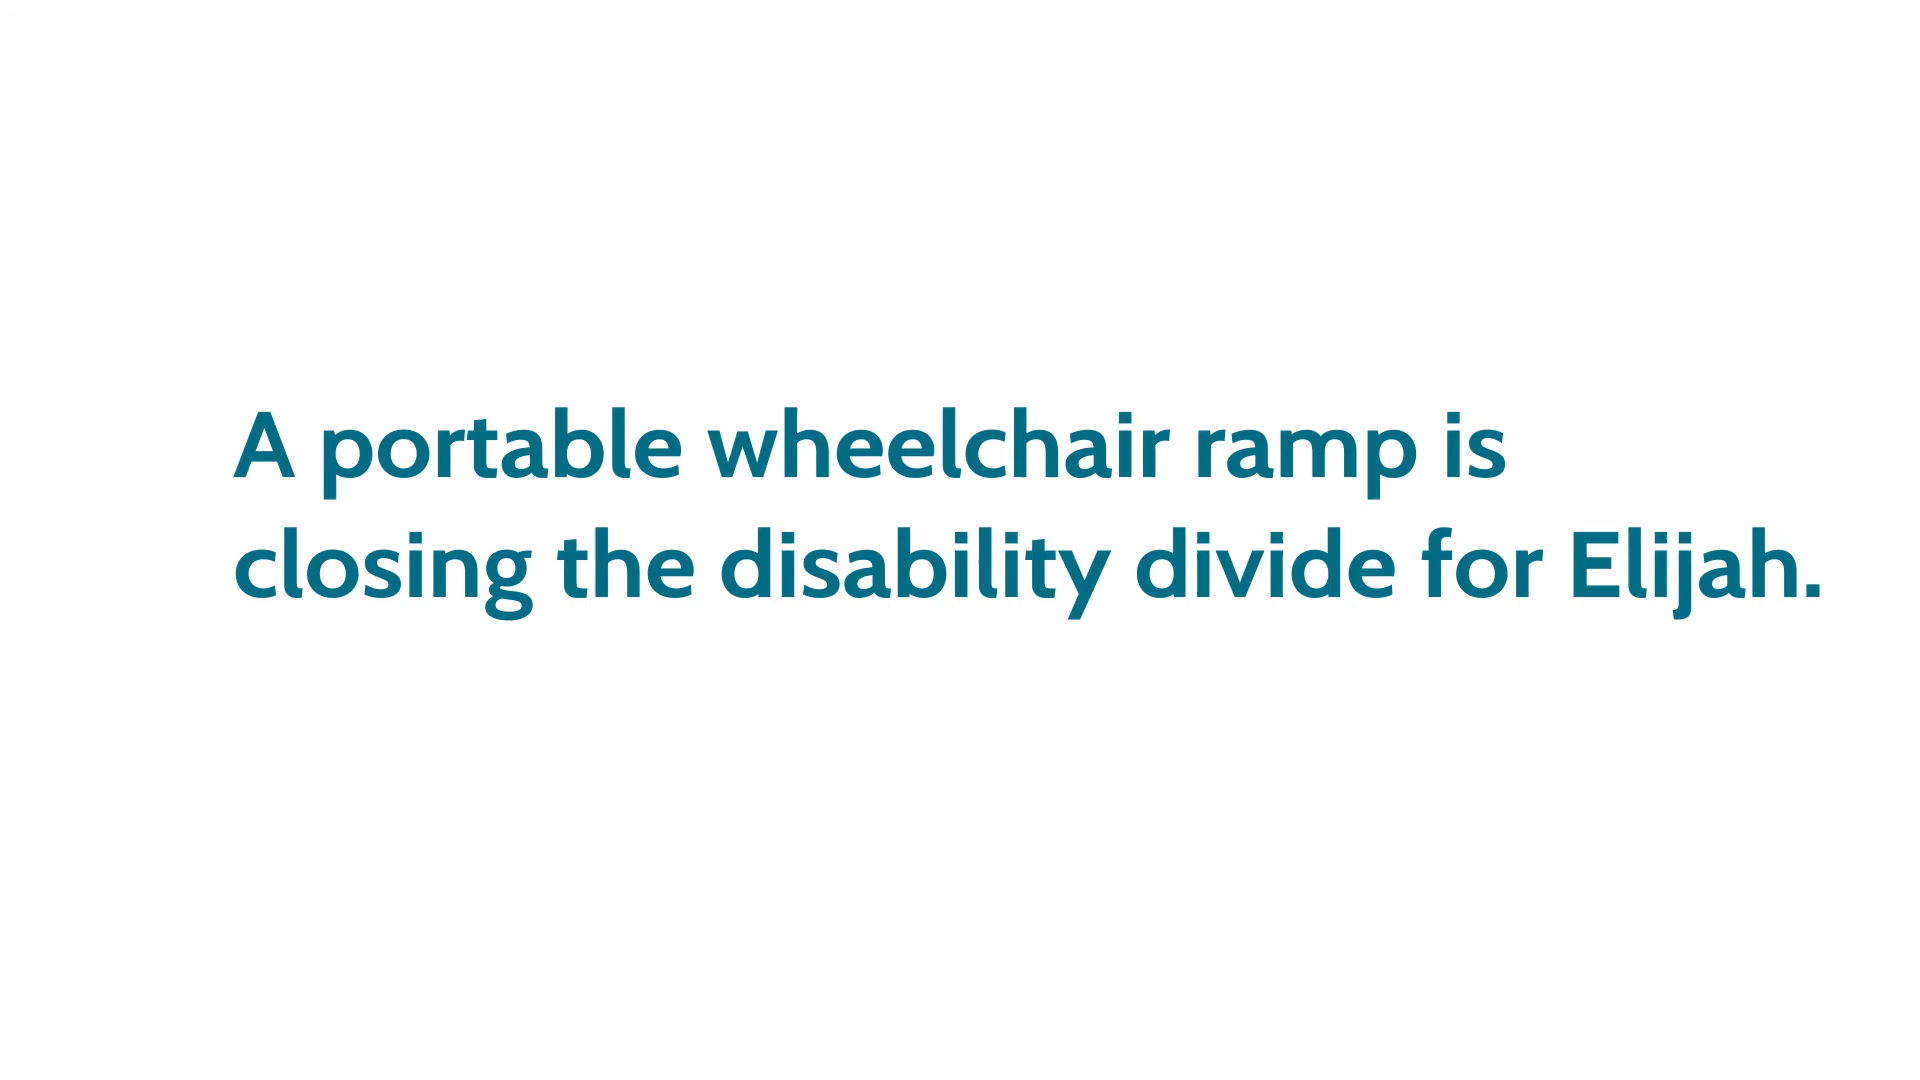 A portable wheelchair ramp is
closing the disability divide for Elijah.